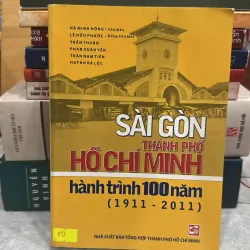 HÀ MINH HỒNG - Chủ biên
LÊ HỮU PHƯỚC - Đồng chủ biên
TRẦN THUẬN
PHAN XUÂN YÊN
TRẦN NAM TIẾN
HUỲNH BÁ LỘC
SÀI GÒN
THÀNH PHỐ
HỒ CHÍ MINH
hành trình 100 năm
(1911 - 2011)
NHÀ XUẤT BẢN TỔNG HỢP THÀNH PHỐ HỒ CHÍ MINH
NGUYỄN